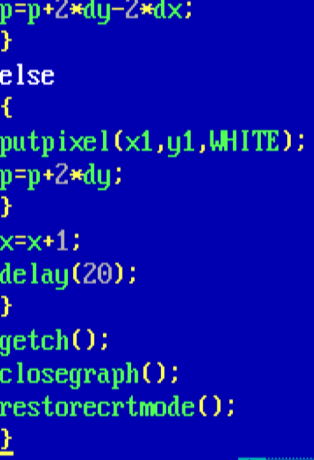 p=p+2*dy-2*dx;
}
else
{
putpixel(x1,y1,WHITE);
p=p+2*dy;
}
x=x+1;
delay(20);
}
getch();
closegraph();
restorecrtmode();
}